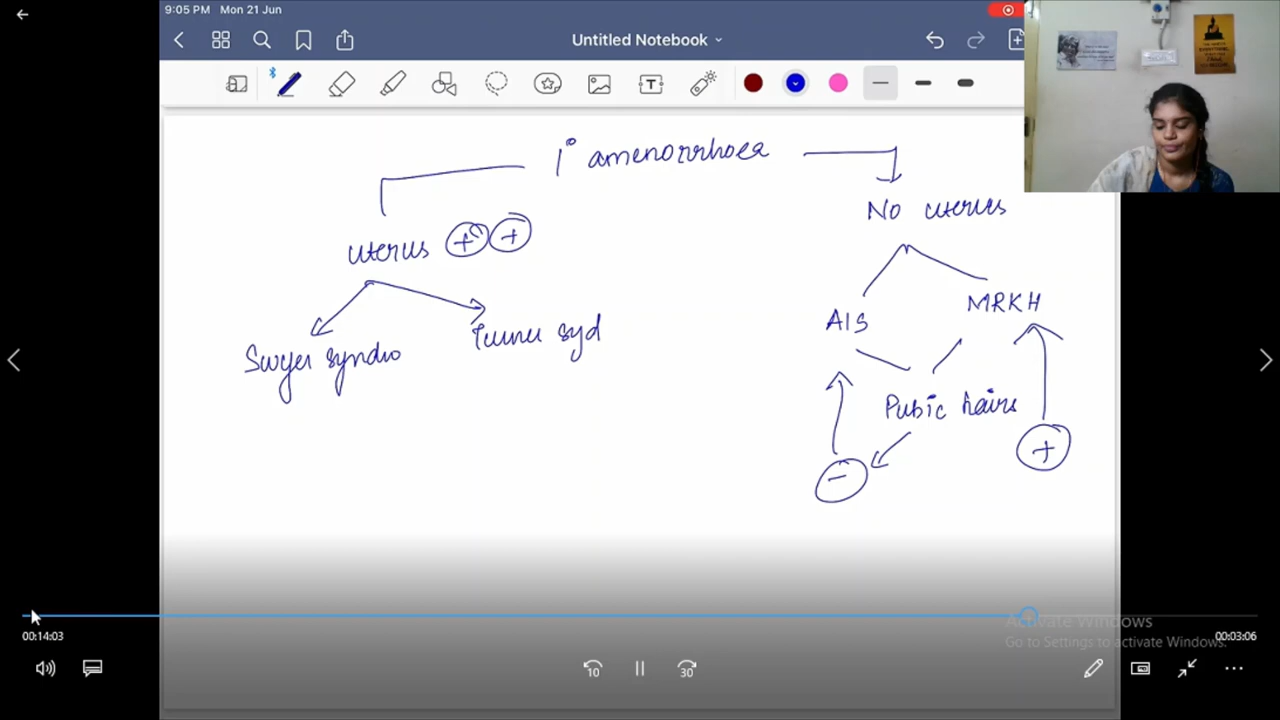 9:05 PM Mon 21 Jun
Untitled Notebook
T
1° amenorrhoea
No uterus
uterus + +
MRKH
AIS
Turner syd
Swyer syndro
Pubic hairs
+
−
Activate Windows
Go to Settings to activate Windows.
00:14:03
00:03:06
10
30